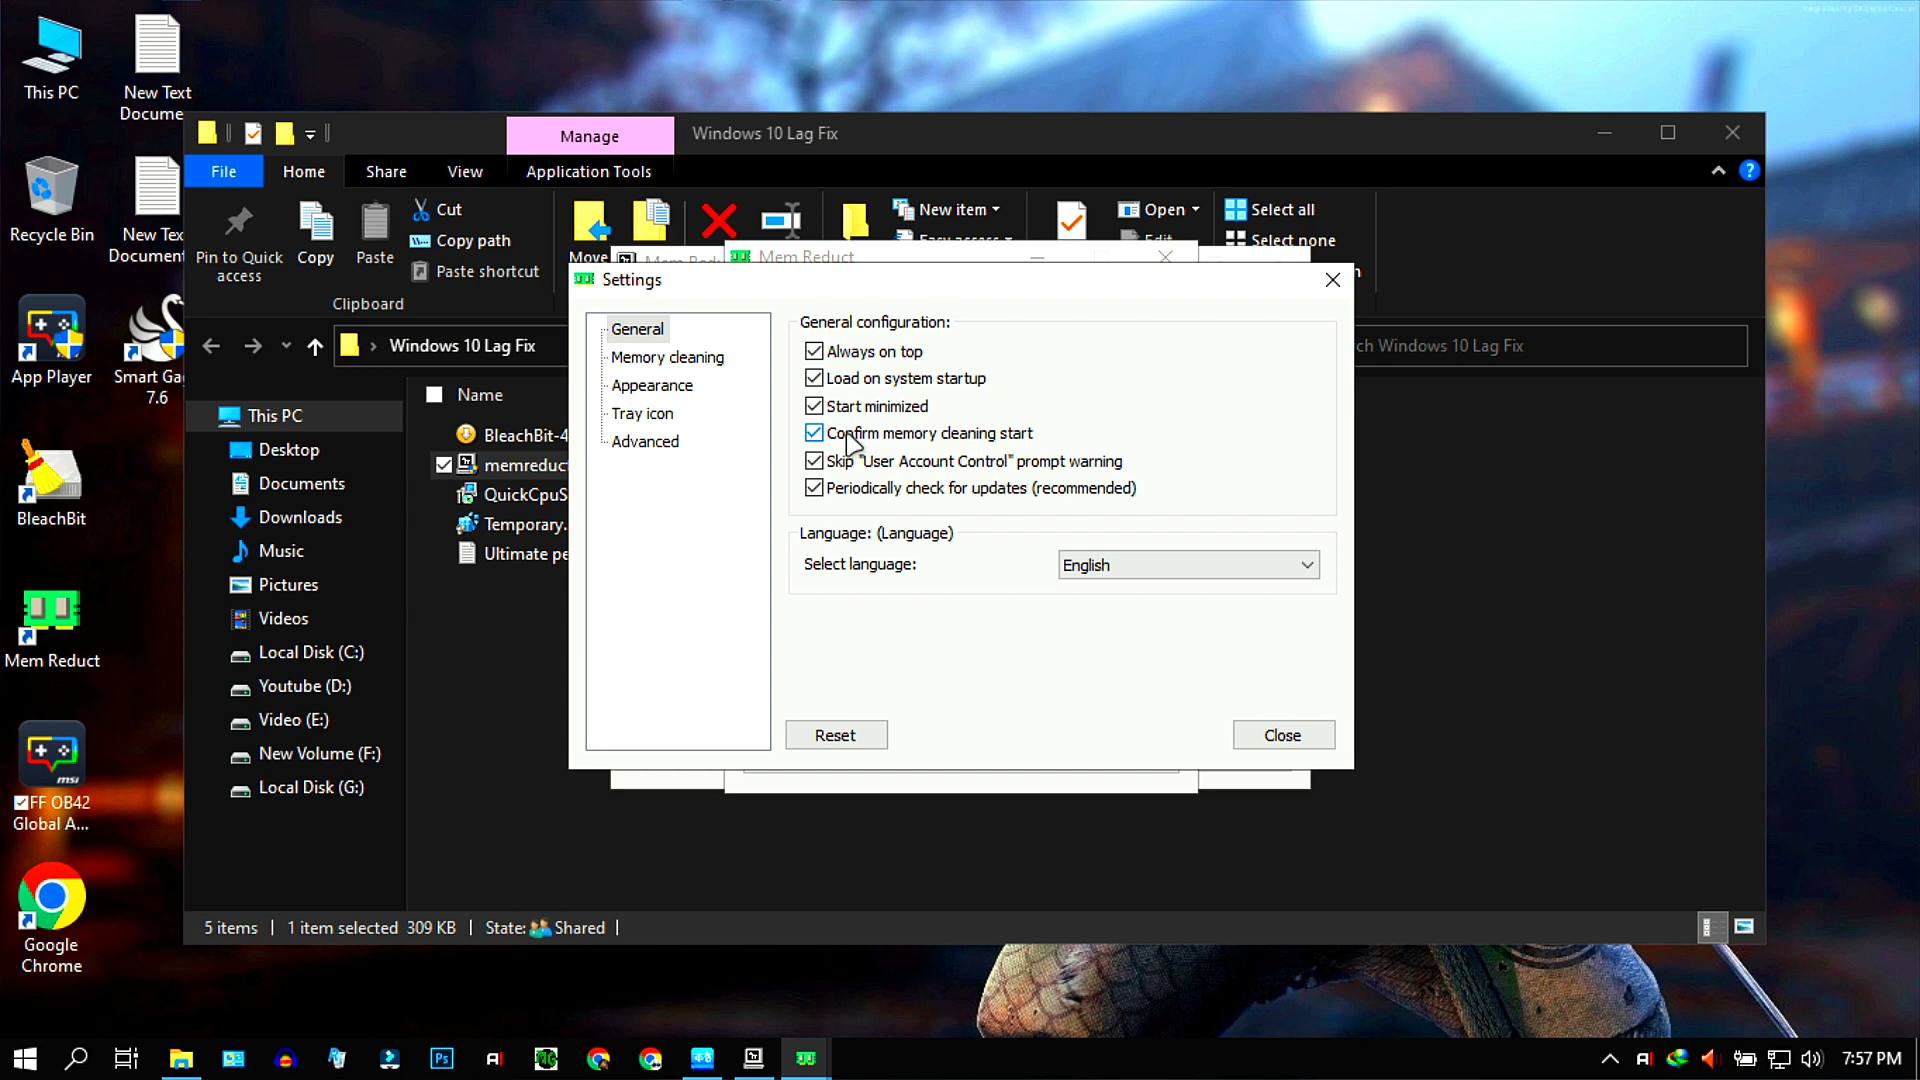 This PC
New Text
Docume
Recycle Bin
New Tex
Document
App Player
Smart Ga
7.6
BleachBit
Mem Reduct
msi
FF OB42
Global A...
Google
Chrome
Manage
Windows 10 Lag Fix
File
Home
Share
View
Application Tools
Pin to Quick
access
Copy
Paste
Cut
Copy path
Paste shortcut
Clipboard
Move
New item
Easy access
Open
Edit
Select all
Select none
Mem Reduct
Windows 10 Lag Fix
ch Windows 10 Lag Fix
This PC
Desktop
Documents
Downloads
Music
Pictures
Videos
Local Disk (C:)
Youtube (D:)
Video (E:)
New Volume (F:)
Local Disk (G:)
Name
BleachBit-4
memreduc
QuickCpuS
Temporary.
Ultimate pe
Settings
General
Memory cleaning
Appearance
Tray icon
Advanced
General configuration:
Always on top
Load on system startup
Start minimized
Confirm memory cleaning start
Skip "User Account Control" prompt warning
Periodically check for updates (recommended)
Language: (Language)
Select language:
English
Reset
Close
5 items
1 item selected 309 KB
State:
Shared
Ps
AI
AI
7:57 PM